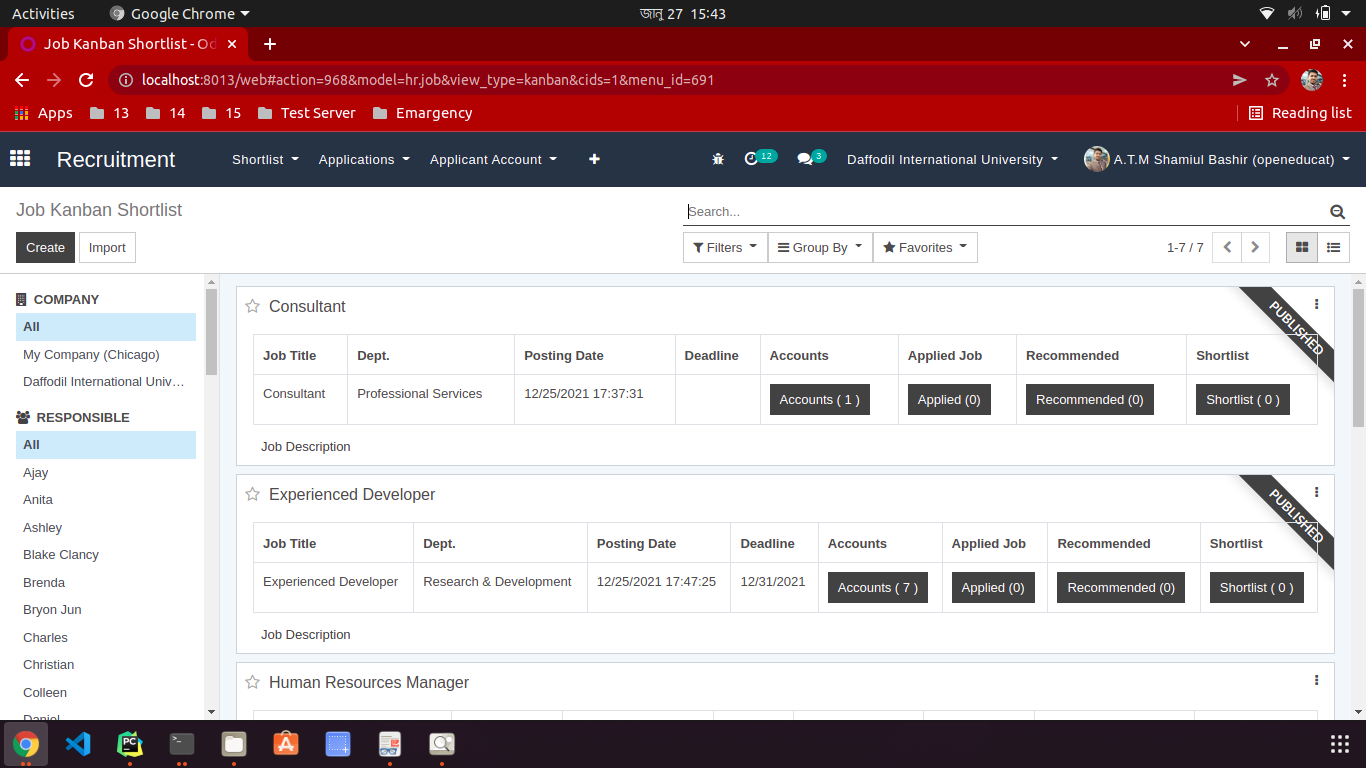 Activities Google Chrome জানু 27 15:43
Job Kanban Shortlist - Od
localhost:8013/web#action=968&model=hr.job&view_type=kanban&cids=1&menu_id=691
Apps 13 14 15 Test Server Emargency Reading list
Recruitment Shortlist Applications Applicant Account 12 3 Daffodil International University A.T.M Shamiul Bashir (openeducat)
Job Kanban Shortlist
Search...
Create Import
Filters Group By Favorites 1-7 / 7
COMPANY
All
My Company (Chicago)
Daffodil International Univ…
RESPONSIBLE
All
Ajay
Anita
Ashley
Blake Clancy
Brenda
Bryon Jun
Charles
Christian
Colleen
Daniel
Consultant
PUBLISHED
Job Title Dept. Posting Date Deadline Accounts Applied Job Recommended Shortlist
Consultant Professional Services 12/25/2021 17:37:31 Accounts ( 1 ) Applied (0) Recommended (0) Shortlist ( 0 )
Job Description
Experienced Developer
PUBLISHED
Job Title Dept. Posting Date Deadline Accounts Applied Job Recommended Shortlist
Experienced Developer Research & Development 12/25/2021 17:47:25 12/31/2021 Accounts ( 7 ) Applied (0) Recommended (0) Shortlist ( 0 )
Job Description
Human Resources Manager
PC